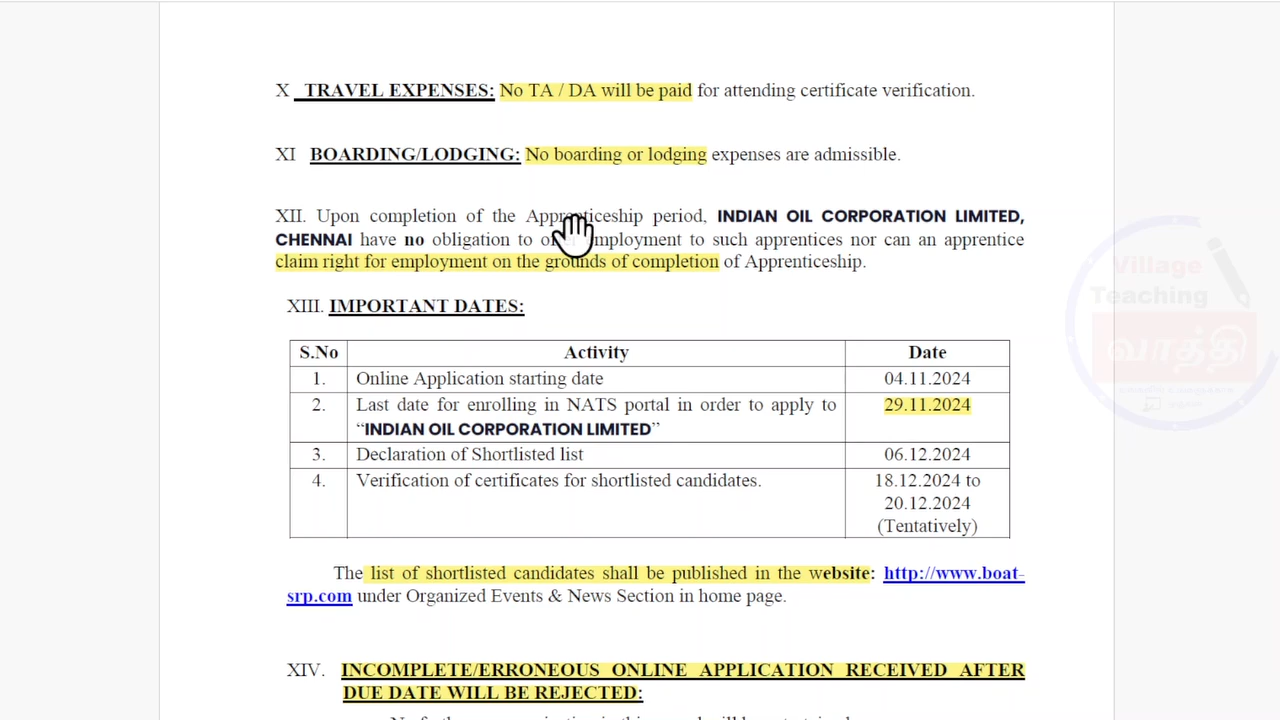 X TRAVEL EXPENSES: No TA / DA will be paid for attending certificate verification.
XI BOARDING/LODGING: No boarding or lodging expenses are admissible.
XII. Upon completion of the Apprenticeship period, INDIAN OIL CORPORATION LIMITED,
CHENNAI have no obligation to offer employment to such apprentices nor can an apprentice
claim right for employment on the grounds of completion of Apprenticeship.
XIII. IMPORTANT DATES:
S.No Activity Date
1. Online Application starting date 04.11.2024
2. Last date for enrolling in NATS portal in order to apply to 29.11.2024
“INDIAN OIL CORPORATION LIMITED”
3. Declaration of Shortlisted list 06.12.2024
4. Verification of certificates for shortlisted candidates. 18.12.2024 to
20.12.2024
(Tentatively)
The list of shortlisted candidates shall be published in the website: http://www.boat-
srp.com under Organized Events & News Section in home page.
XIV. INCOMPLETE/ERRONEOUS ONLINE APPLICATION RECEIVED AFTER
DUE DATE WILL BE REJECTED:
Village
Teaching
வாத்தி